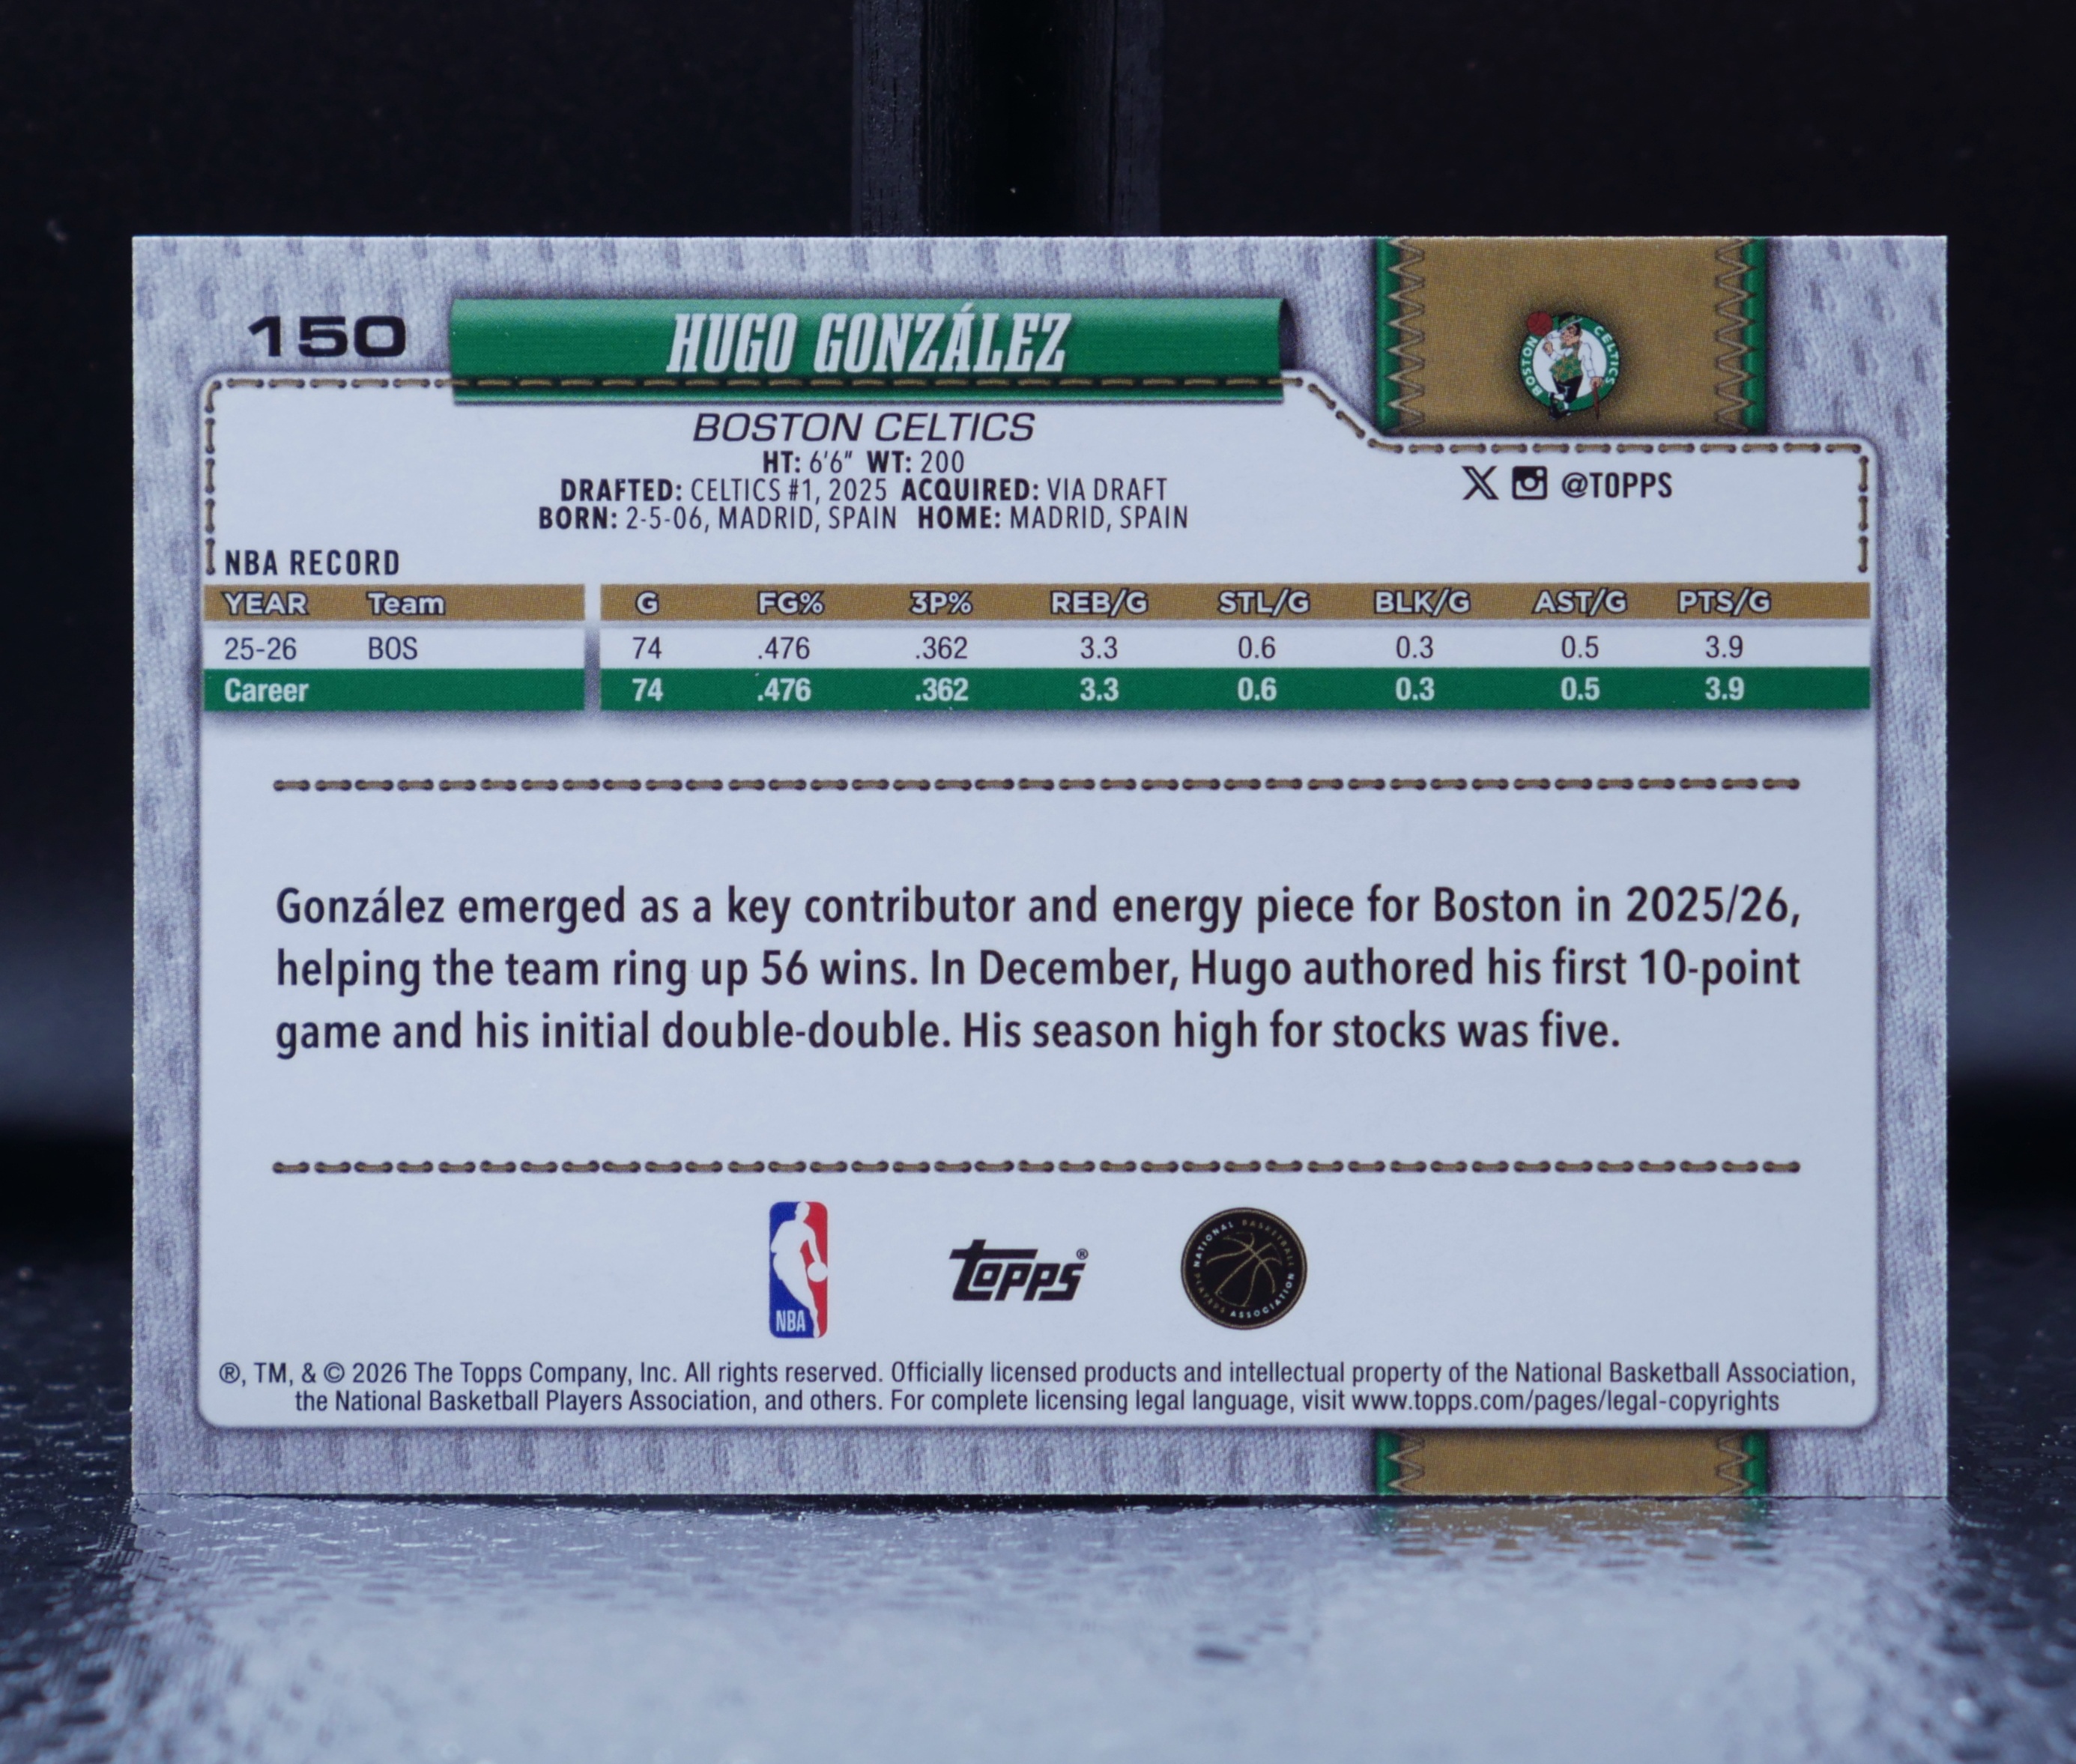 150
HUGO GONZÁLEZ
BOSTON CELTICS
BOSTON CELTICS
HT: 6'6" WT: 200
DRAFTED: CELTICS #1, 2025 ACQUIRED: VIA DRAFT
BORN: 2-5-06, MADRID, SPAIN HOME: MADRID, SPAIN
@TOPPS
NBA RECORD
YEAR Team G FG% 3P% REB/G STL/G BLK/G AST/G PTS/G
25-26 BOS 74 .476 .362 3.3 0.6 0.3 0.5 3.9
Career 74 .476 .362 3.3 0.6 0.3 0.5 3.9
González emerged as a key contributor and energy piece for Boston in 2025/26,
helping the team ring up 56 wins. In December, Hugo authored his first 10-point
game and his initial double-double. His season high for stocks was five.
NBA
topps®
NATIONAL BASKETBALL PLAYERS ASSOCIATION
®, TM, & © 2026 The Topps Company, Inc. All rights reserved. Officially licensed products and intellectual property of the National Basketball Association,
the National Basketball Players Association, and others. For complete licensing legal language, visit www.topps.com/pages/legal-copyrights